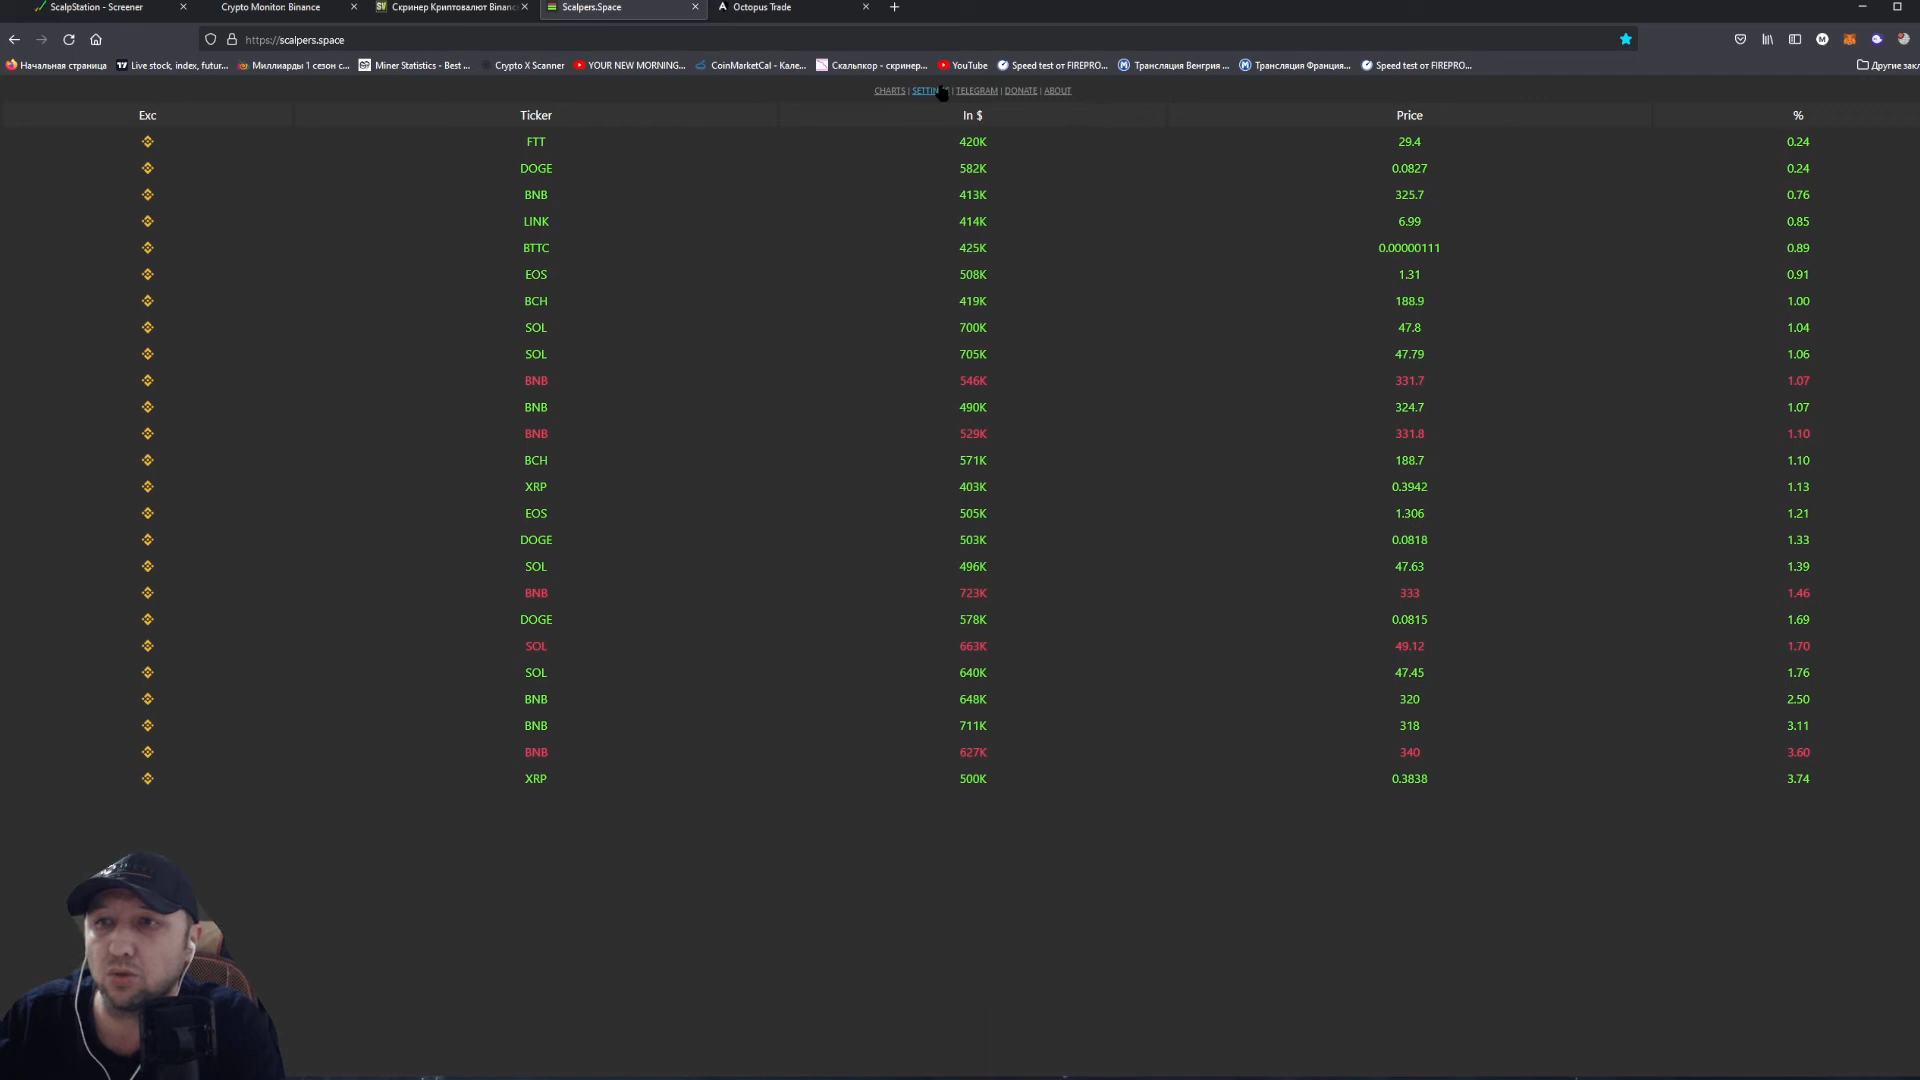 ScalpStation - Screener
Crypto Monitor: Binance
Скринер Криптовалют Binanc
Scalpers.Space
Octopus Trade
https://scalpers.space
Начальная страница
Live stock, index, futur...
Миллиарды 1 сезон с...
Miner Statistics - Best ...
Crypto X Scanner
YOUR NEW MORNING...
CoinMarketCal - Кале...
Скальпкор - скринер...
YouTube
Speed test от FIREPRO...
Трансляция Венгрия ...
Трансляция Франция...
Speed test от FIREPRO...
Другие закл
CHARTS | | TELEGRAM | DONATE | ABOUT
Exc Ticker In $ Price %
FTT 420K 29.4 0.24
DOGE 582K 0.0827 0.24
BNB 413K 325.7 0.76
LINK 414K 6.99 0.85
BTTC 425K 0.00000111 0.89
EOS 508K 1.31 0.91
BCH 419K 188.9 1.00
SOL 700K 47.8 1.04
SOL 705K 47.79 1.06
BNB 546K 331.7 1.07
BNB 490K 324.7 1.07
BNB 529K 331.8 1.10
BCH 571K 188.7 1.10
XRP 403K 0.3942 1.13
EOS 505K 1.306 1.21
DOGE 503K 0.0818 1.33
SOL 496K 47.63 1.39
BNB 723K 333 1.46
DOGE 578K 0.0815 1.69
SOL 663K 49.12 1.70
SOL 640K 47.45 1.76
BNB 648K 320 2.50
BNB 711K 318 3.11
BNB 627K 340 3.60
XRP 500K 0.3838 3.74